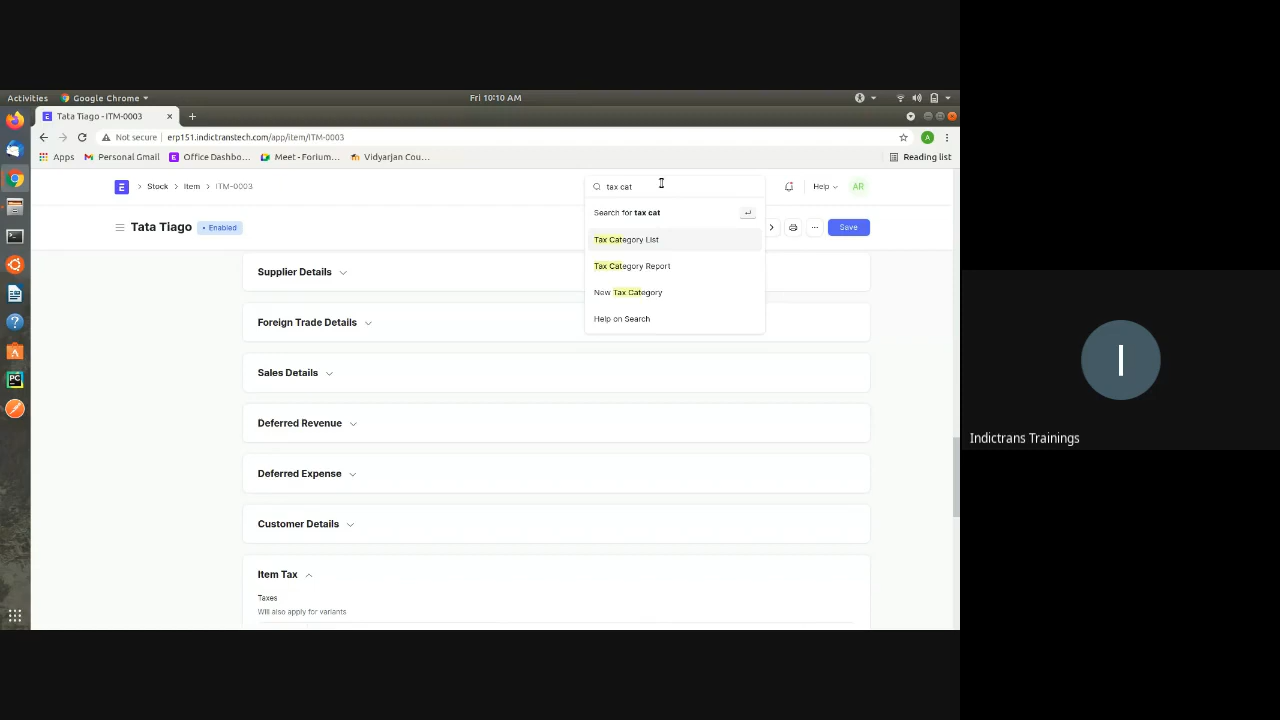 Activities
Google Chrome
Fri 10:10 AM
Tata Tiago - ITM-0003
Not secure
erp151.indictranstech.com/app/item/ITM-0003
Apps
Personal Gmail
Office Dashbo...
Meet - Forium...
Vidyarjan Cou...
Reading list
E
Stock
Item
ITM-0003
tax cat
Help
AR
Tata Tiago
Enabled
Save
Search for tax cat
Tax Category List
Tax Category Report
New Tax Category
Help on Search
Supplier Details
Foreign Trade Details
Sales Details
Deferred Revenue
Deferred Expense
Customer Details
Item Tax
Taxes
Will also apply for variants
I
Indictrans Trainings